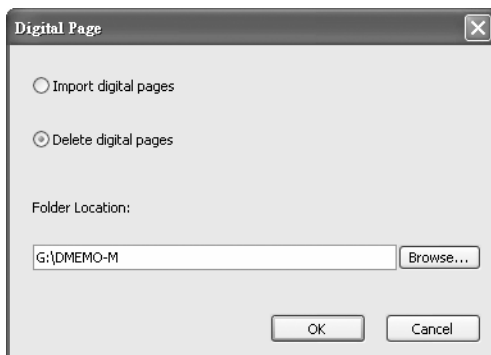 Digital Page
Import digital pages
Delete digital pages
Folder Location:
G:\DMEMO-M
Browse...
OK
Cancel